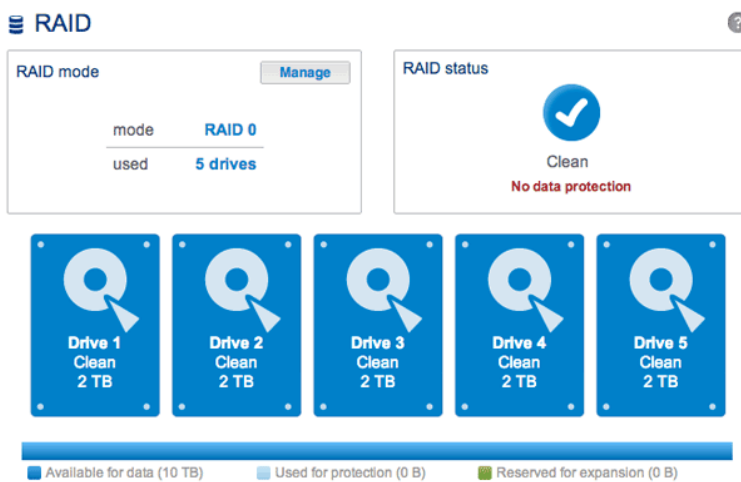 RAID
?
RAID mode
Manage
mode RAID 0
used 5 drives
RAID status
Clean
No data protection
Drive 1
Clean
2 TB
Drive 2
Clean
2 TB
Drive 3
Clean
2 TB
Drive 4
Clean
2 TB
Drive 5
Clean
2 TB
Available for data (10 TB) Used for protection (0 B) Reserved for expansion (0 B)